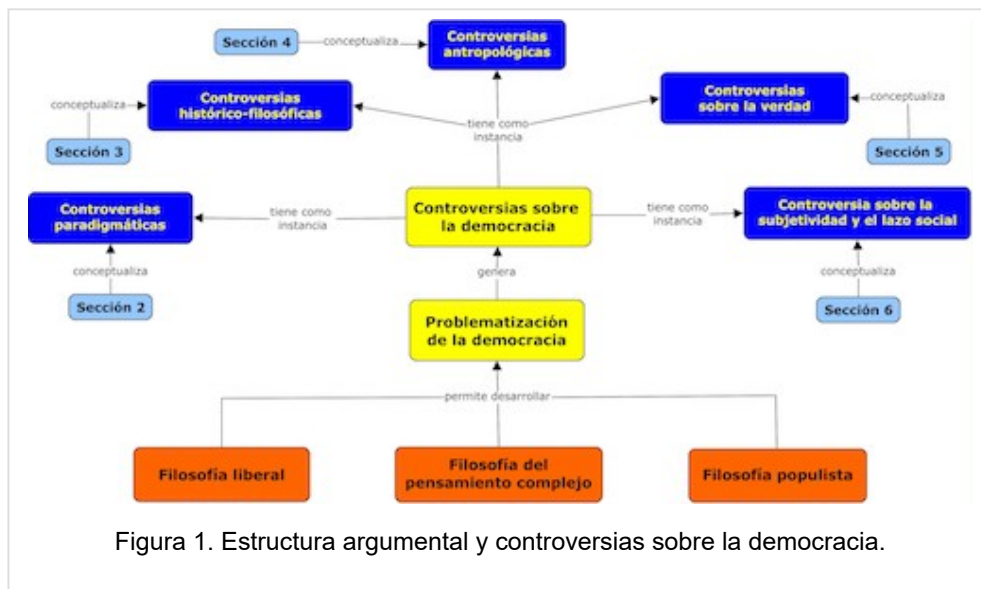 Sección 4
conceptualiza
Controversias
antropológicas
Controversias
histórico-filosóficas
Controversias
sobre la verdad
conceptualiza
conceptualiza
tiene como
instancia
Sección 3
Sección 5
Controversias
paradigmáticas
tiene como
instancia
Controversias sobre
la democracia
tiene como
instancia
Controversia sobre la
subjetividad y el lazo social
conceptualiza
genera
conceptualiza
Sección 2
Sección 6
Problematización
de la democracia
permite desarrollar
Filosofía liberal
Filosofía del
pensamiento complejo
Filosofía populista
Figura 1. Estructura argumental y controversias sobre la democracia.